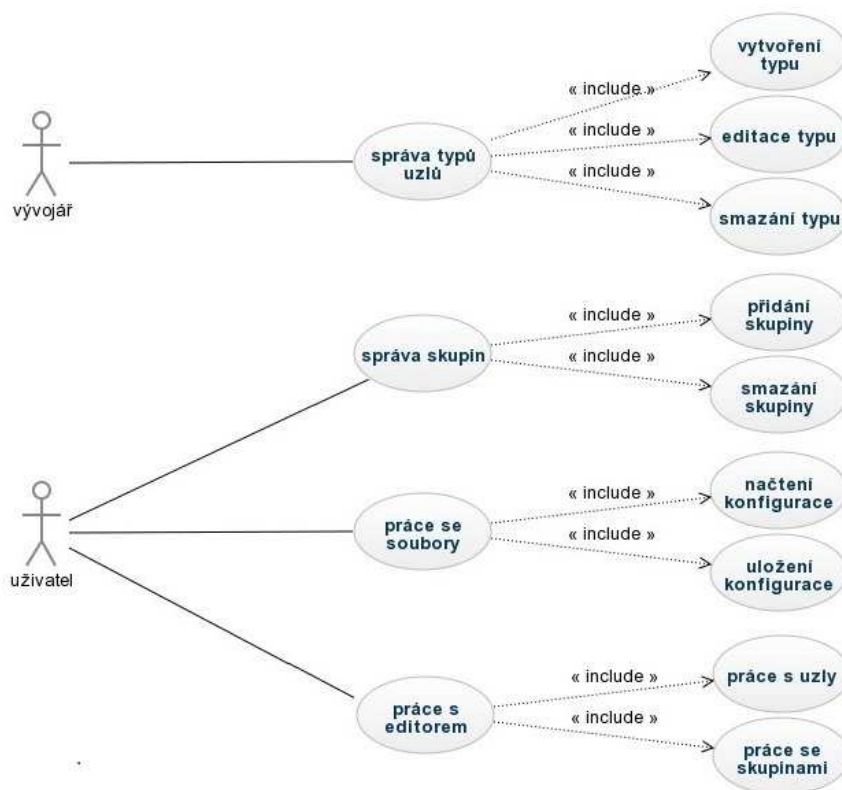 vytvoření
typu
« include »
« include »
editace typu
správa typů
uzlů
« include »
smazání typu
vývojář
přidání
skupiny
« include »
správa skupin
« include »
smazání
skupiny
načtení
konfigurace
« include »
práce se
soubory
« include »
uložení
konfigurace
uživatel
« include »
práce s uzly
práce s
editorem
« include »
práce se
skupinami